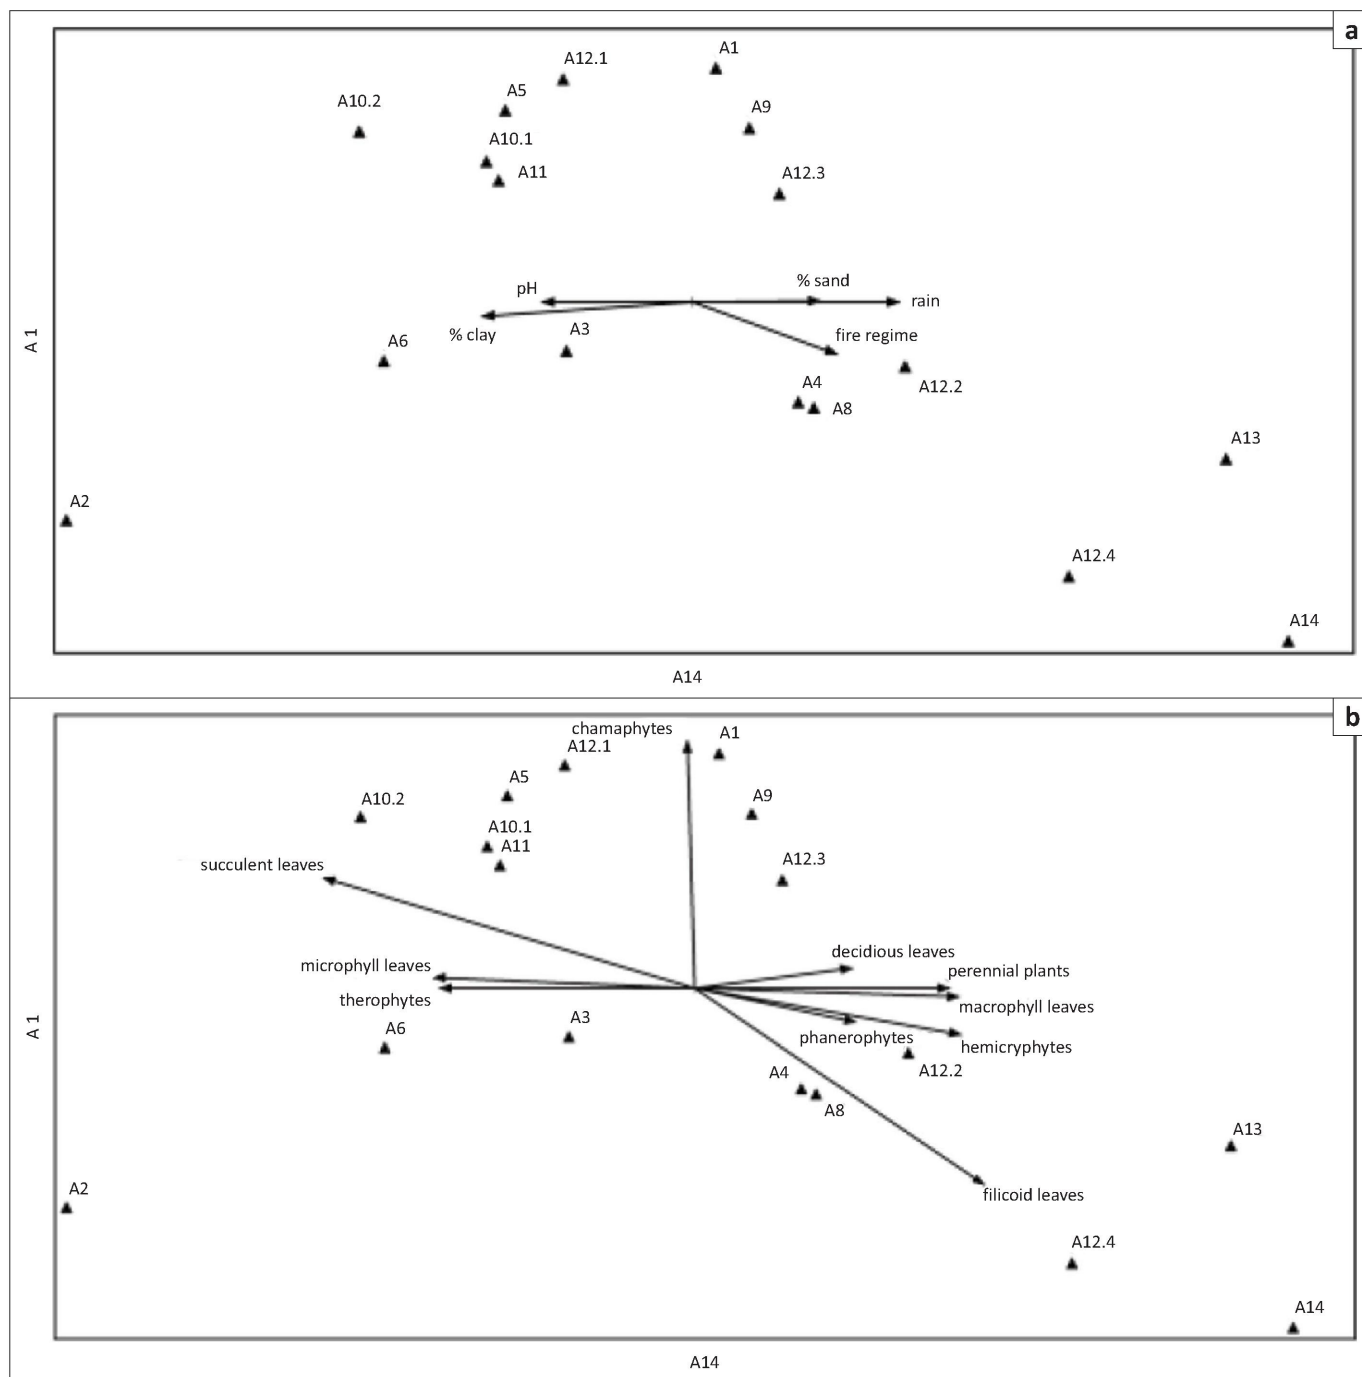 a
A1
A12.1
A5
A9
A10.2
A10.1
A11
A12.3
% sand
pH
rain
% clay
A3
fire regime
A6
A4
A12.2
A8
A13
A2
A12.4
A14
A 1
A14
b
chamaphytes
A1
A12.1
A5
A9
A10.2
A10.1
A11
A12.3
succulent leaves
decidious leaves
microphyll leaves
perennial plants
therophytes
macrophyll leaves
A3
A6
phanerophytes
hemicryphytes
A4
A12.2
A8
A13
A2
filicoid leaves
A12.4
A14
A 1
A14